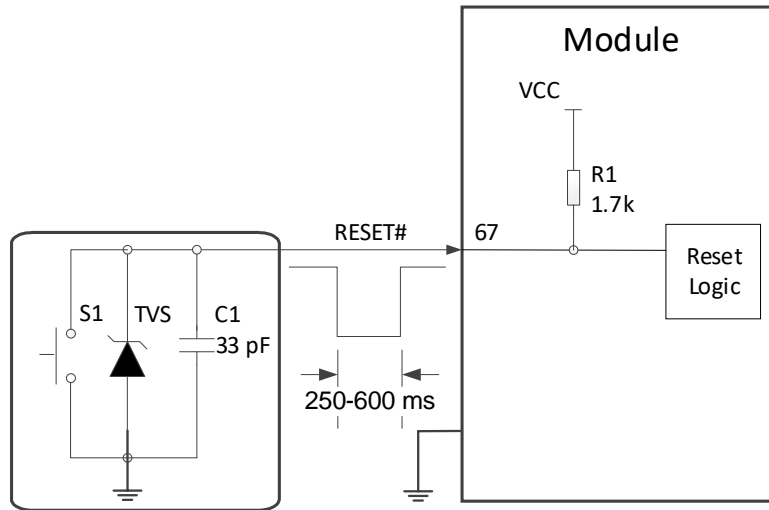 Module
VCC
R1
1.7k
RESET#
67
Reset
Logic
S1
TVS
C1
33 pF
250-600 ms